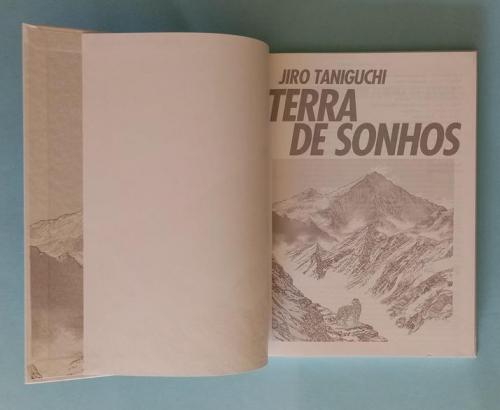 JIRO TANIGUCHI
TERRA
DE SONHOS